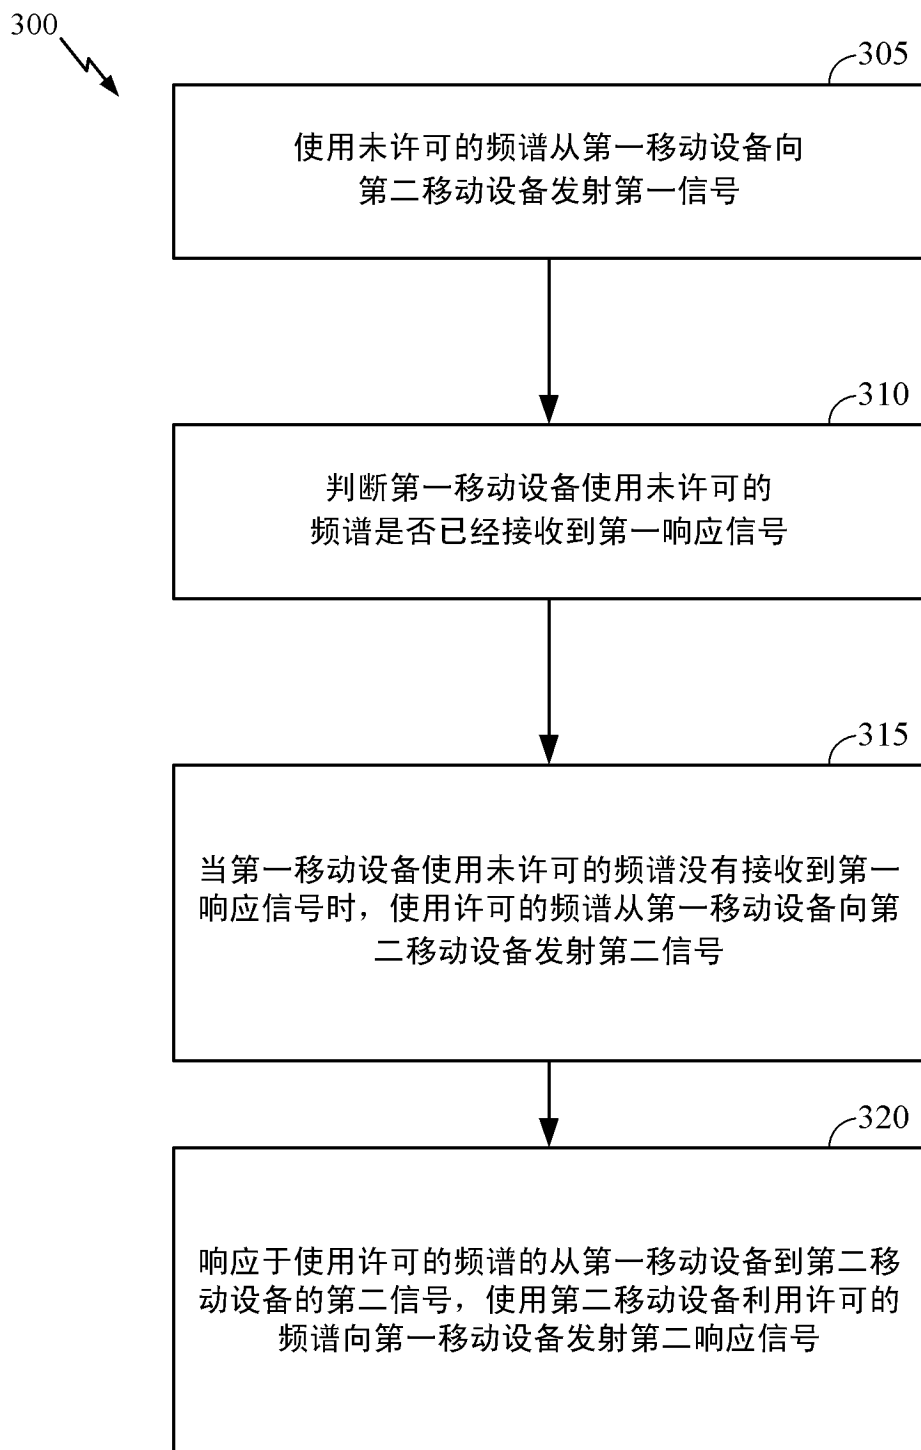 300
305
使用未许可的频谱从第一移动设备向
第二移动设备发射第一信号
310
判断第一移动设备使用未许可的
频谱是否已经接收到第一响应信号
315
当第一移动设备使用未许可的频谱没有接收到第一
响应信号时，使用许可的频谱从第一移动设备向第
二移动设备发射第二信号
320
响应于使用许可的频谱的从第一移动设备到第二移
动设备的第二信号，使用第二移动设备利用许可的
频谱向第一移动设备发射第二响应信号